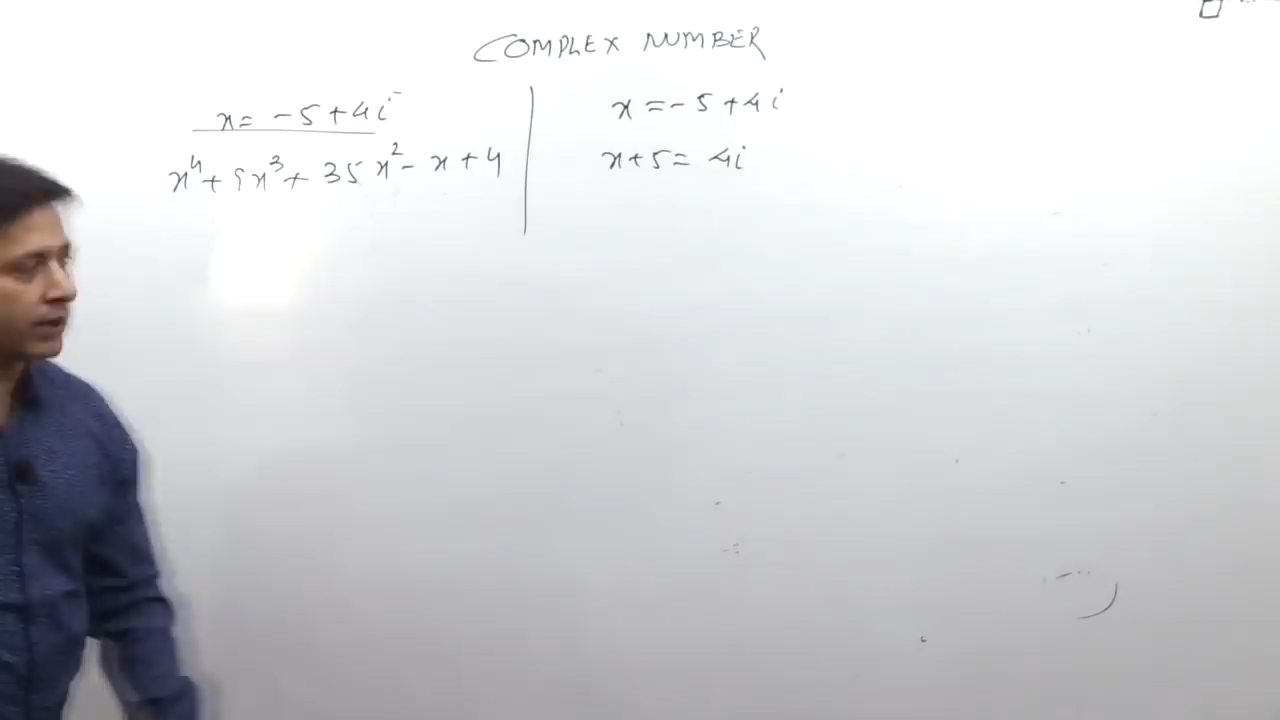 COMPLEX NUMBER
x = -5 + 4i
x⁴ + 9x³ + 35x² - x + 4
x = -5 + 4i
x + 5 = 4i